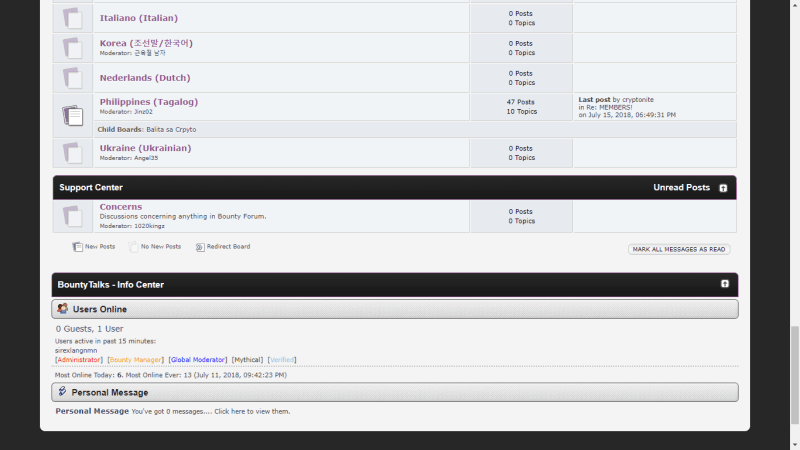 Italiano (Italian)
0 Posts
0 Topics
Korea (조선말/한국어)
Moderator: 근육질 남자
0 Posts
0 Topics
Nederlands (Dutch)
0 Posts
0 Topics
Philippines (Tagalog)
Moderator: Jinz02
47 Posts
10 Topics
Last post by cryptonite
in Re: MEMBERS!
on July 15, 2018, 06:49:31 PM
Child Boards: Balita sa Crpyto
Ukraine (Ukrainian)
Moderator: Angel35
0 Posts
0 Topics
Support Center
Unread Posts
Concerns
Discussions concerning anything in Bounty Forum.
Moderator: 1020kingz
0 Posts
0 Topics
New Posts
No New Posts
Redirect Board
MARK ALL MESSAGES AS READ
BountyTalks - Info Center
Users Online
0 Guests, 1 User
Users active in past 15 minutes:
sirexlangnmn
[Administrator] [Bounty Manager] [Global Moderator] [Mythical] [Verified]
Most Online Today: 6. Most Online Ever: 13 (July 11, 2018, 09:42:23 PM)
Personal Message
Personal Message You've got 0 messages.... Click here to view them.